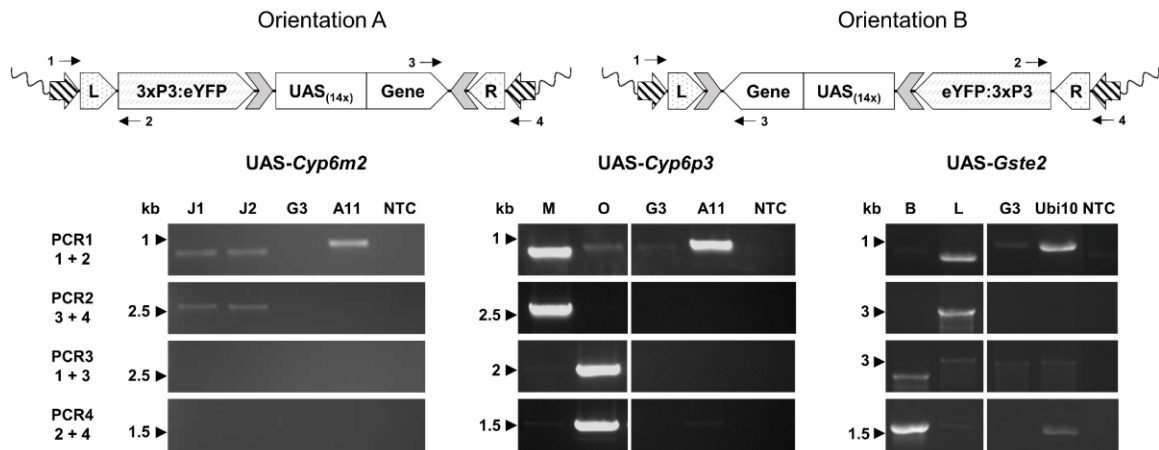 Orientation A
Orientation B
1 3
L 3xP3:eYFP UAS(14x) Gene R
2 4
1 2
L Gene UAS(14x) eYFP:3xP3 R
3 4
UAS-Cyp6m2
kb J1 J2 G3 A11 NTC
PCR1 1 + 2 1
PCR2 3 + 4 2.5
PCR3 1 + 3 2.5
PCR4 2 + 4 1.5
UAS-Cyp6p3
kb M O G3 A11 NTC
1
2.5
2
1.5
UAS-Gste2
kb B L G3 Ubi10 NTC
1
3
3
1.5